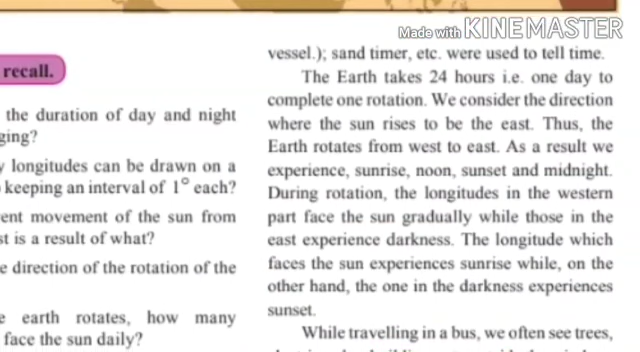 Made with KINEMASTER
recall.
the duration of day and night
ging?
longitudes can be drawn on a
keeping an interval of 1° each?
ent movement of the sun from
st is a result of what?
e direction of the rotation of the
e earth rotates, how many
face the sun daily?
vessel.); sand timer, etc. were used to tell time.
The Earth takes 24 hours i.e. one day to
complete one rotation. We consider the direction
where the sun rises to be the east. Thus, the
Earth rotates from west to east. As a result we
experience, sunrise, noon, sunset and midnight.
During rotation, the longitudes in the western
part face the sun gradually while those in the
east experience darkness. The longitude which
faces the sun experiences sunrise while, on the
other hand, the one in the darkness experiences
sunset.
While travelling in a bus, we often see trees,